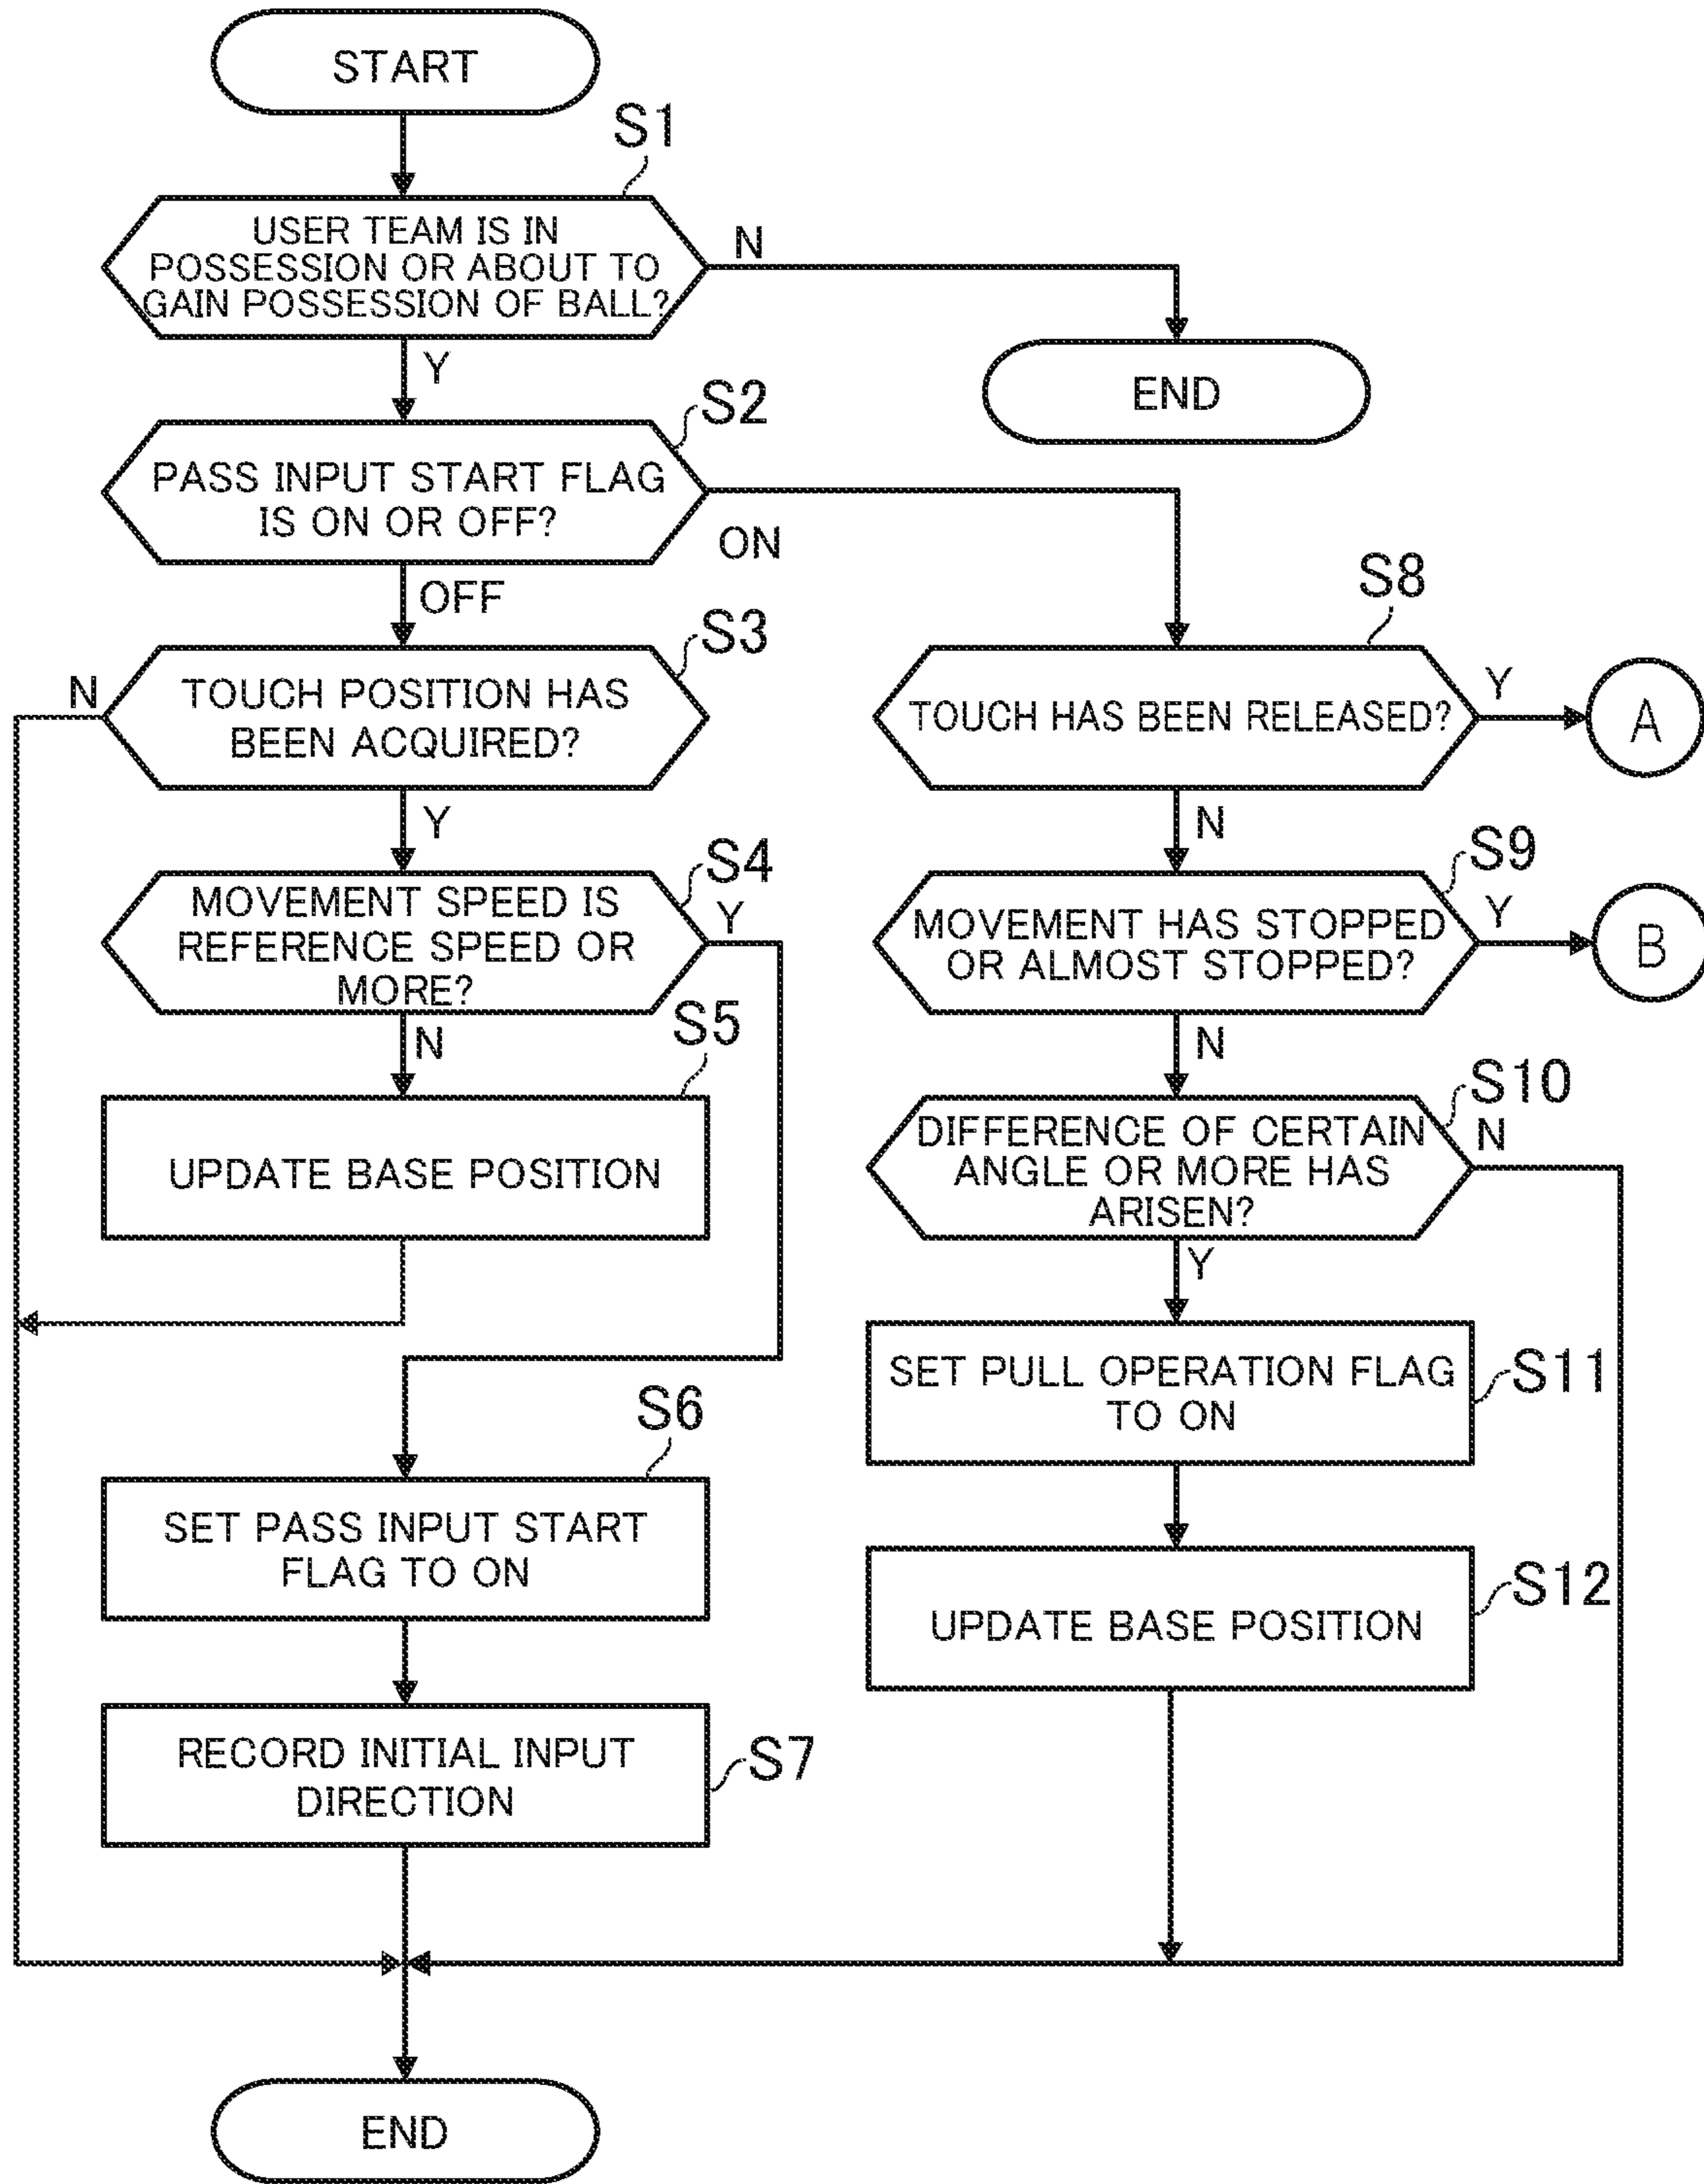 START
S1
USER TEAM IS IN
POSSESSION OR ABOUT TO
GAIN POSSESSION OF BALL?
N
Y
END
S2
PASS INPUT START FLAG
IS ON OR OFF?
ON
OFF
S3
N
TOUCH POSITION HAS
BEEN ACQUIRED?
Y
S4
MOVEMENT SPEED IS
REFERENCE SPEED OR
MORE?
Y
N
S5
UPDATE BASE POSITION
S6
SET PASS INPUT START
FLAG TO ON
RECORD INITIAL INPUT
DIRECTION
S7
S8
TOUCH HAS BEEN RELEASED?
Y
A
N
S9
MOVEMENT HAS STOPPED
OR ALMOST STOPPED?
Y
B
N
S10
DIFFERENCE OF CERTAIN
ANGLE OR MORE HAS
ARISEN?
N
Y
SET PULL OPERATION FLAG
TO ON
S11
UPDATE BASE POSITION
S12
END